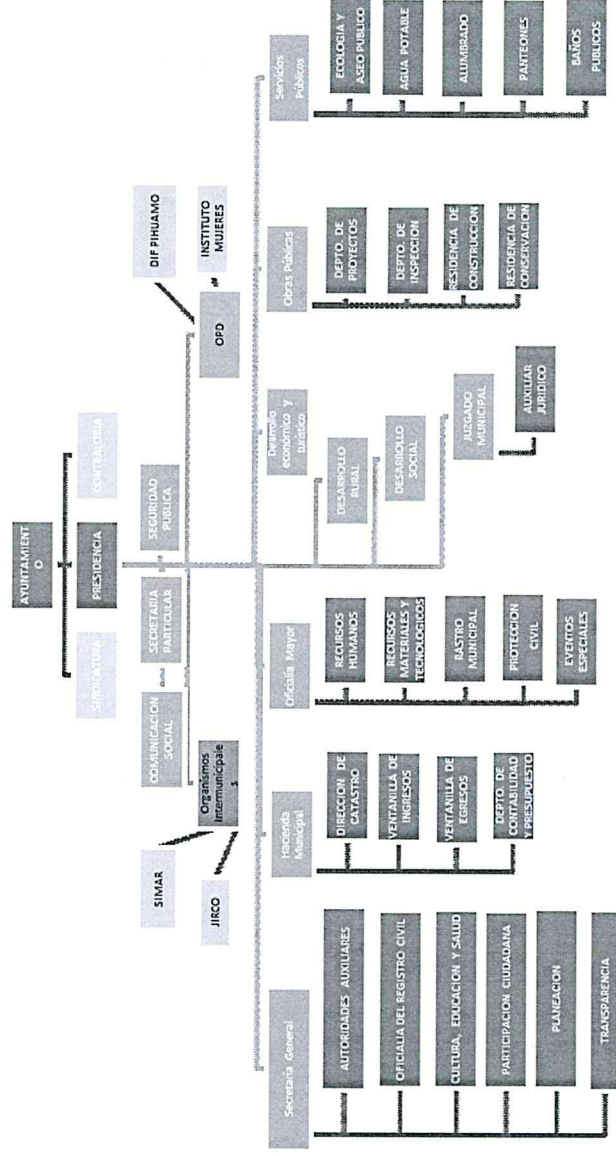 AYUNTAMIENT
O
SINDICATURA
CONTRALORIA
PRESIDENCIA
COMUNICACION
SOCIAL
SECRETARIA
PARTICULAR
SEGURIDAD
PUBLICA
SIMAR
JIRCO
Organismos
Intermunicipale
s
OPD
DIF PIHUAMO
INSTITUTO
MUJERES
Secretaria General
AUTORIDADES AUXILIARES
OFICIALIA DEL REGISTRO CIVIL
CULTURA, EDUCACION Y SALUD
PARTICIPACION CIUDADANA
PLANEACION
TRANSPARENCIA
Hacienda
Municipal
DIRECCION DE
CATASTRO
VENTANILLA DE
INGRESOS
VENTANILLA DE
EGRESOS
DEPTO. DE
CONTABILIDAD
Y PRESUPUESTO
Oficialia Mayor
RECURSOS
HUMANOS
RECURSOS
MATERIALES Y
TECNOLOGICOS
RASTRO
MUNICIPAL
PROTECCION
CIVIL
EVENTOS
ESPECIALES
Dearrollo
económico y
turistico
DESARROLLO
RURAL
DESARROLLO
SOCIAL
JUZGADO
MUNICIPAL
AUXILIAR
JURIDICO
Obras Públicas
DEPTO. DE
PROYECTOS
DEPTO. DE
INSPECCION
RESIDENCIA DE
CONSTRUCCION
RESIDENCIA DE
CONSERVACION
Servicios
Públicos
ECOLOGIA Y
ASEO PUBLICO
AGUA POTABLE
ALUMBRADO
PANTEONES
BAÑOS
PUBLICOS